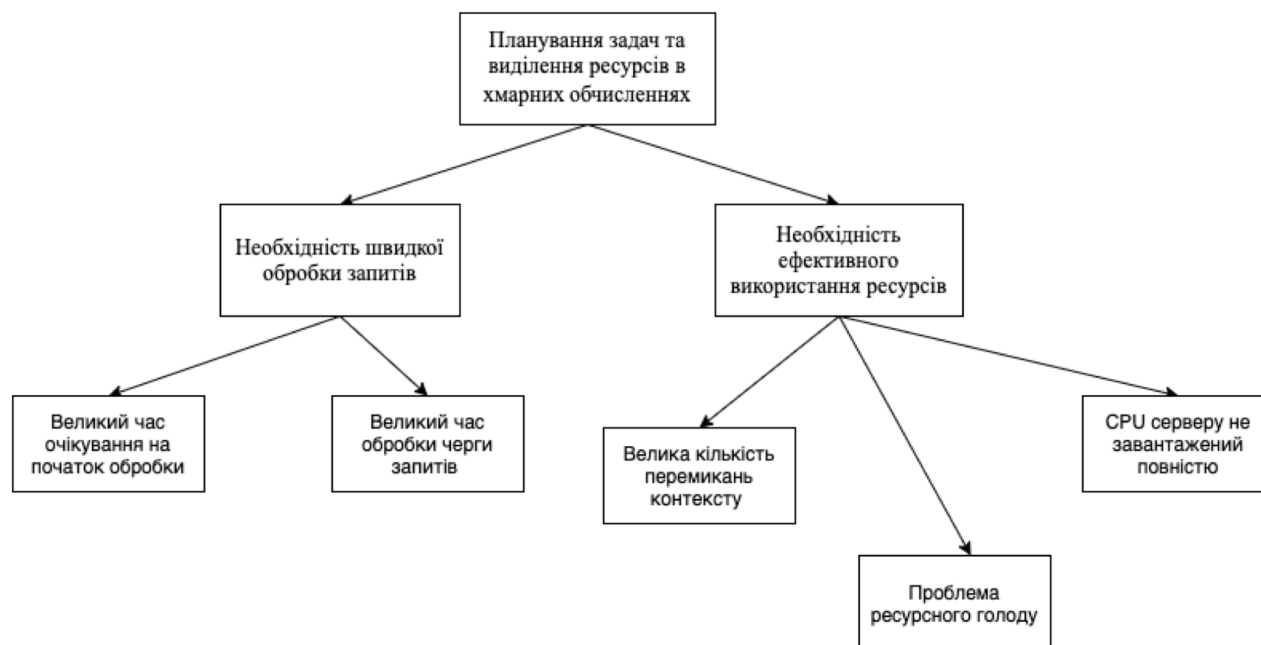 Планування задач та
виділення ресурсів в
хмарних обчисленнях
Необхідність швидкої
обробки запитів
Необхідність
ефективного
використання ресурсів
Великий час
очікування на
початок обробки
Великий час
обробки черги
запитів
Велика кількість
перемикань
контексту
CPU серверу не
завантажений
повністю
Проблема
ресурсного голоду